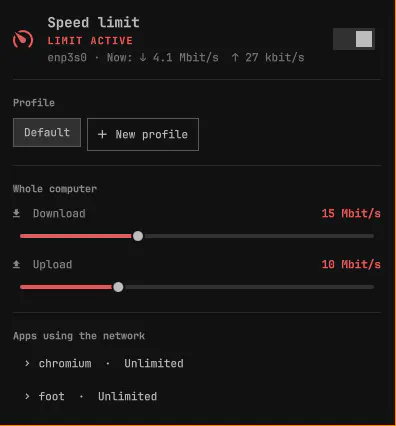 Speed limit
LIMIT ACTIVE
enp3s0 · Now: ↓ 4.1 Mbit/s ↑ 27 kbit/s
Profile
Default
+ New profile
Whole computer
Download 15 Mbit/s
Upload 10 Mbit/s
Apps using the network
› chromium · Unlimited
› foot · Unlimited